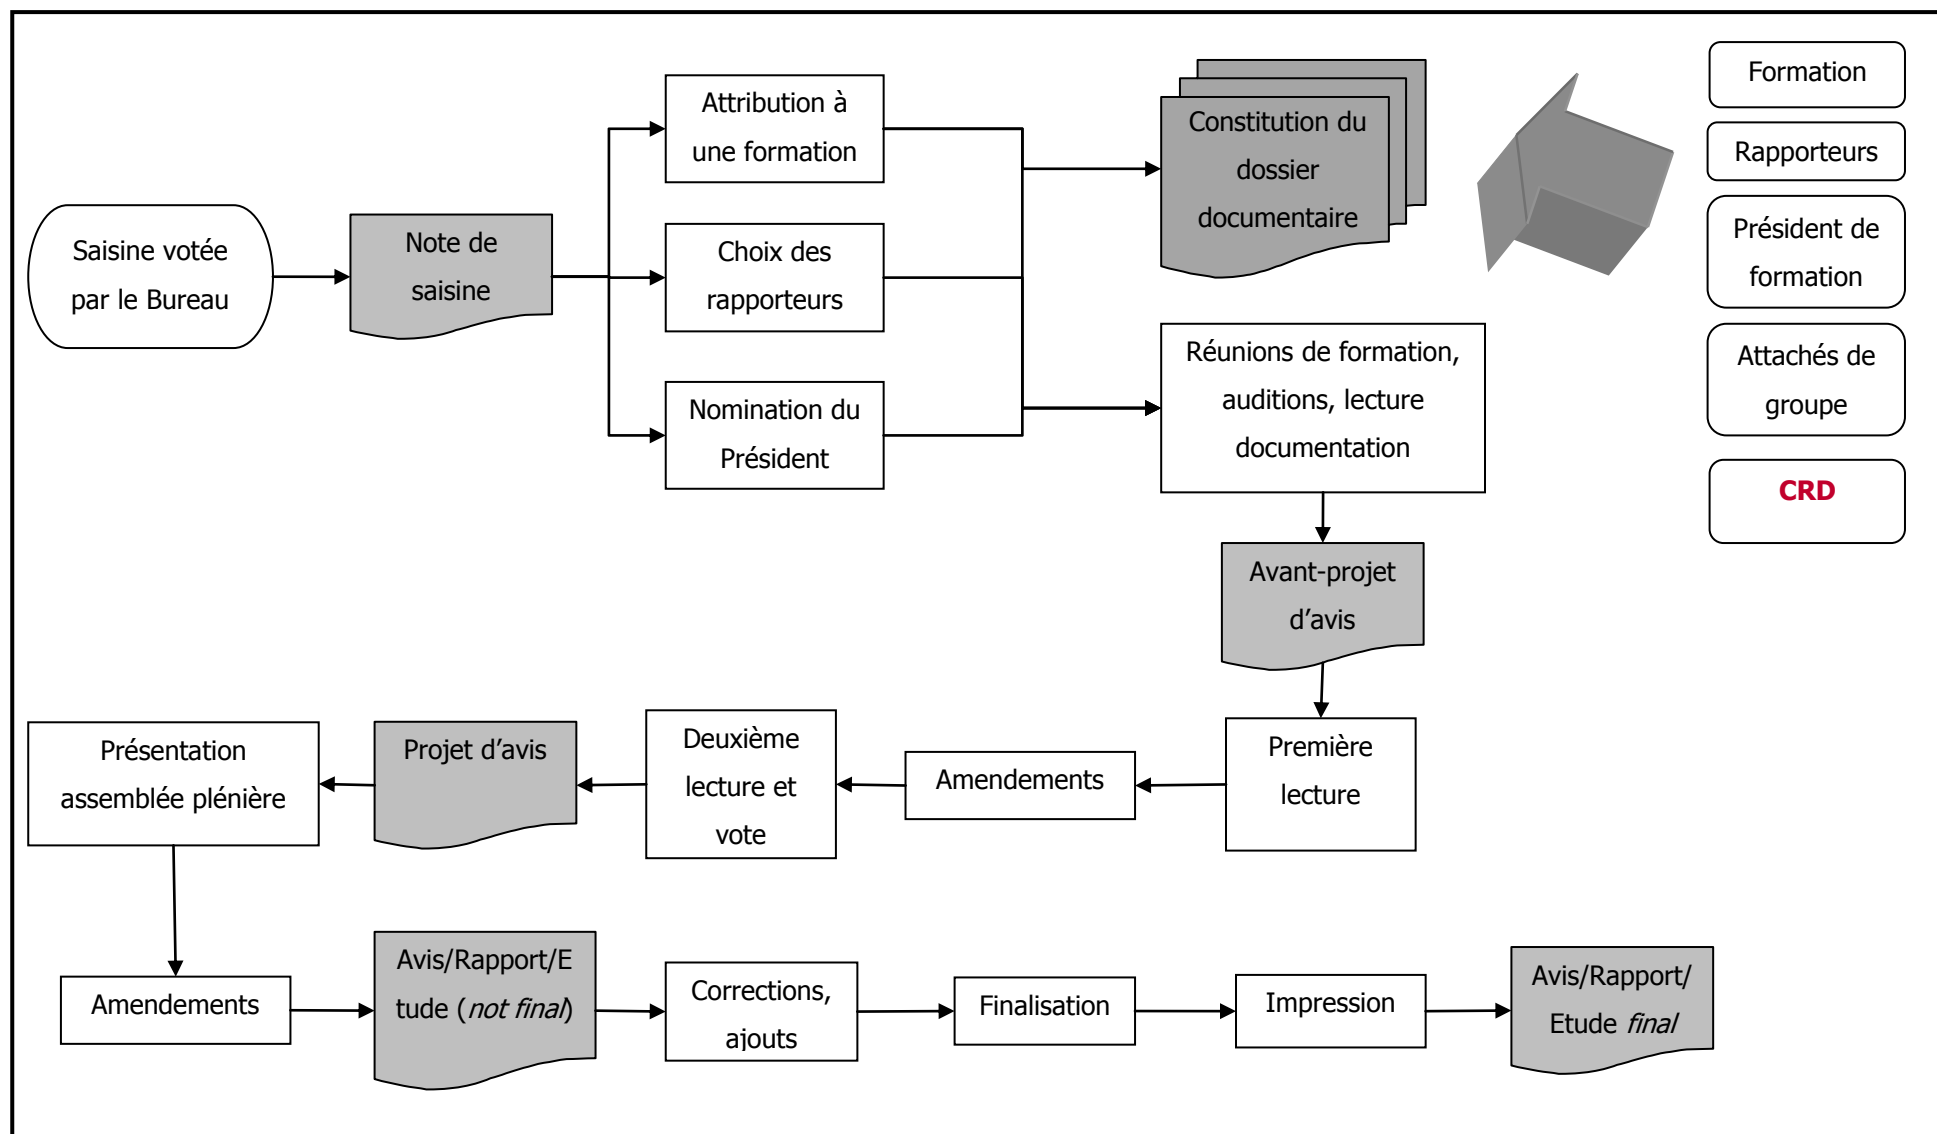 Saisine votée
par le Bureau
Note de
saisine
Attribution à
une formation
Choix des
rapporteurs
Nomination du
Président
Constitution du
dossier
documentaire
Réunions de formation,
auditions, lecture
documentation
Formation
Rapporteurs
Président de
formation
Attachés de
groupe
CRD
Avant-projet
d’avis
Première
lecture
Amendements
Deuxième
lecture et
vote
Projet d’avis
Présentation
assemblée plénière
Amendements
Avis/Rapport/E
tude (not final)
Corrections,
ajouts
Finalisation
Impression
Avis/Rapport/
Etude final